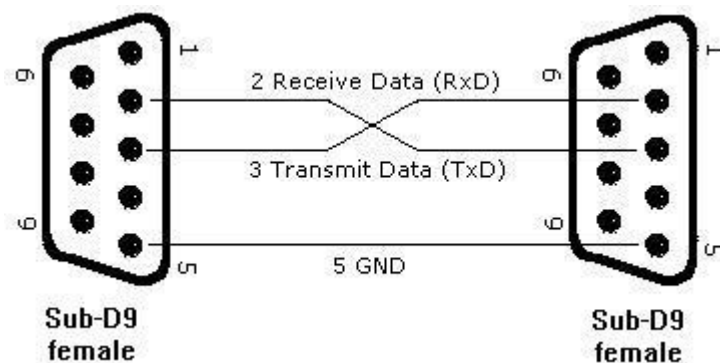 1
6
2 Receive Data (RxD)
3 Transmit Data (TxD)
9
5
5 GND
1
6
9
5
Sub-D9
female
Sub-D9
female